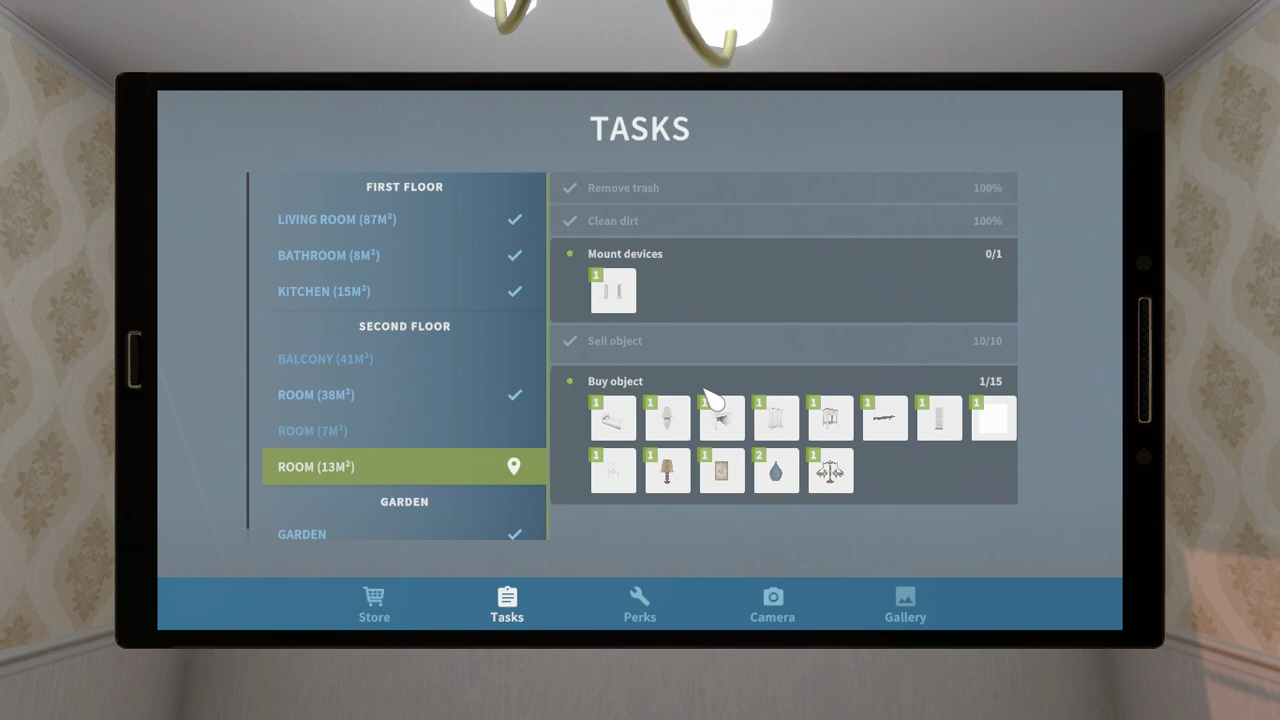 TASKS
FIRST FLOOR
LIVING ROOM (87M²)
BATHROOM (8M²)
KITCHEN (15M²)
SECOND FLOOR
BALCONY (41M²)
ROOM (38M²)
ROOM (7M²)
ROOM (13M²)
GARDEN
GARDEN
Remove trash 100%
Clean dirt 100%
Mount devices 0/1
1
Sell object 10/10
Buy object 1/15
1 1 1 1 1 1 1 1
1 1 1 2 1
Store Tasks Perks Camera Gallery